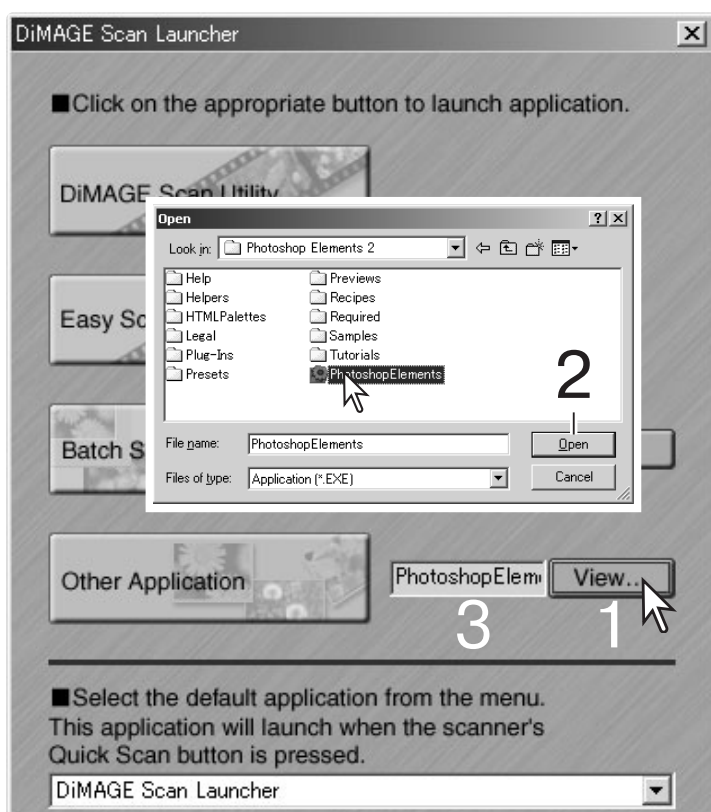 DiMAGE Scan Launcher
■Click on the appropriate button to launch application.
DiMAGE Scan Utility
Open
Look in: Photoshop Elements 2
Help
Helpers
HTMLPalettes
Legal
Plug-Ins
Presets
Previews
Recipes
Required
Samples
Tutorials
PhotoshopElements
2
File name: PhotoshopElements Open
Files of type: Application (*.EXE) Cancel
Easy Sc
Batch S
Other Application PhotoshopElem View...
3 1
■Select the default application from the menu.
This application will launch when the scanner's
Quick Scan button is pressed.
DiMAGE Scan Launcher